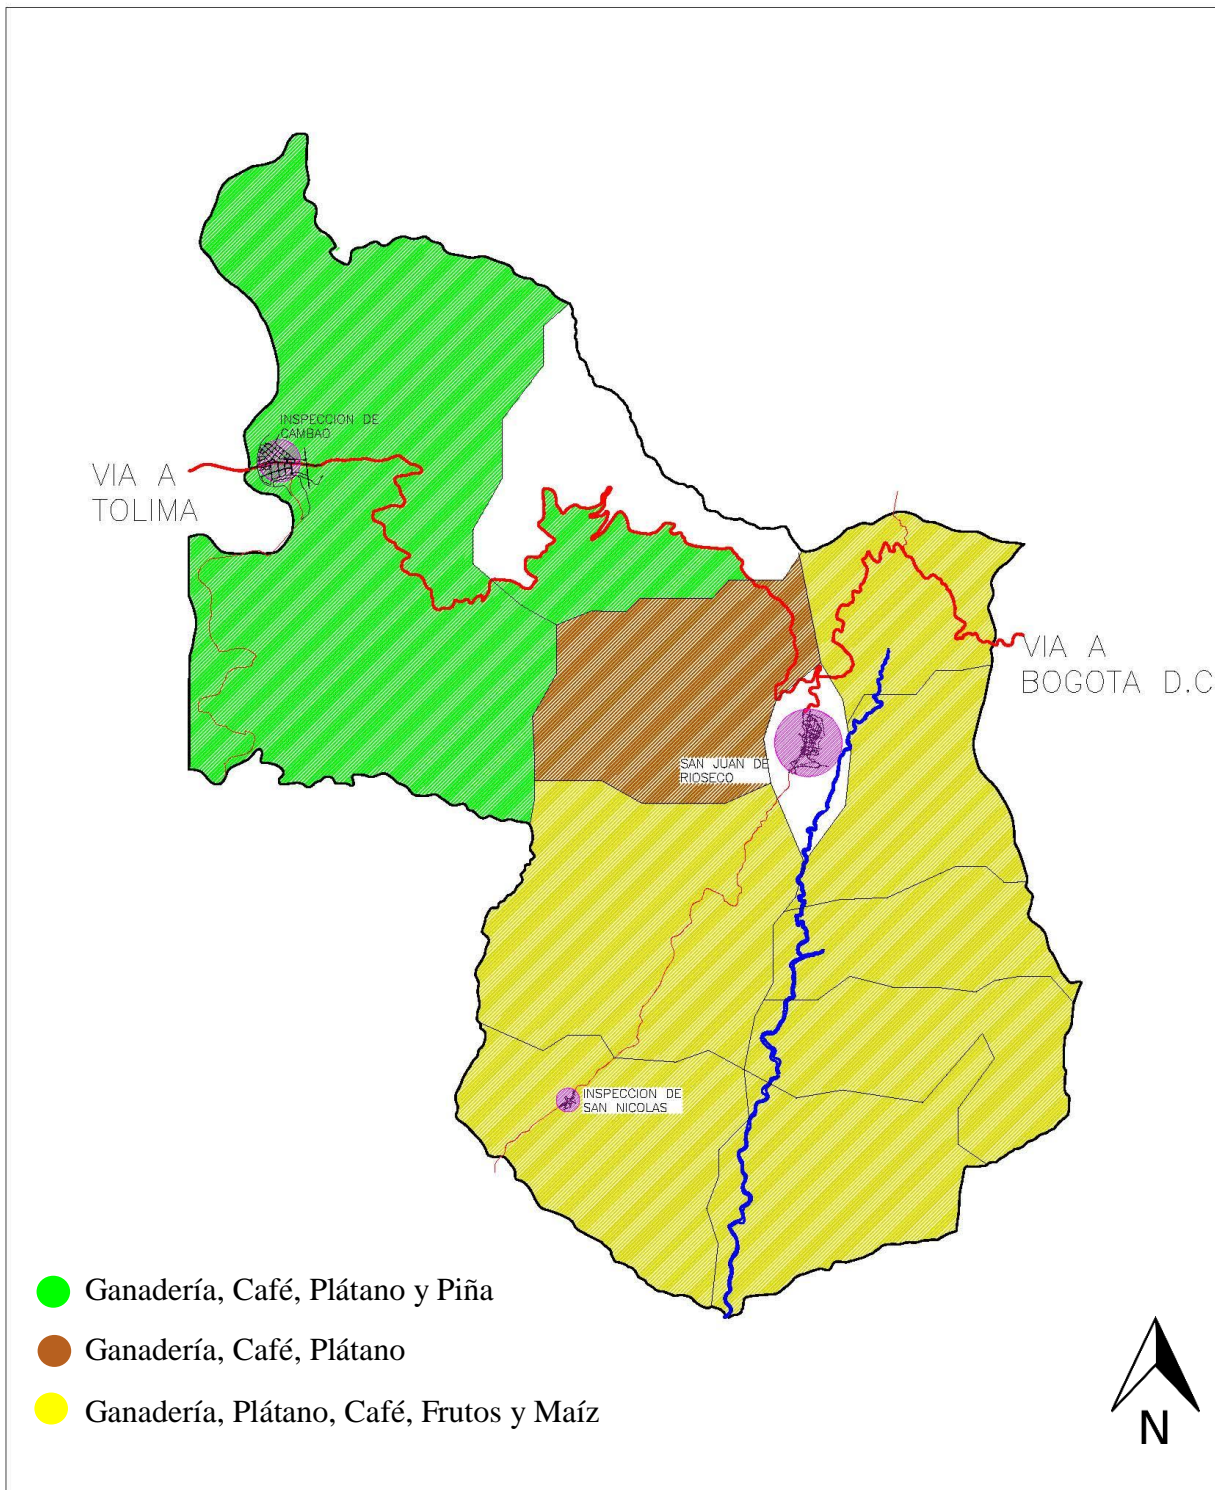 INSPECCION DE
CAMBAO
VIA A
TOLIMA
VIA A
BOGOTA D.C
SAN JUAN DE
RIOSECO
INSPECCION DE
SAN NICOLAS
Ganadería, Café, Plátano y Piña
Ganadería, Café, Plátano
Ganadería, Plátano, Café, Frutos y Maíz
N